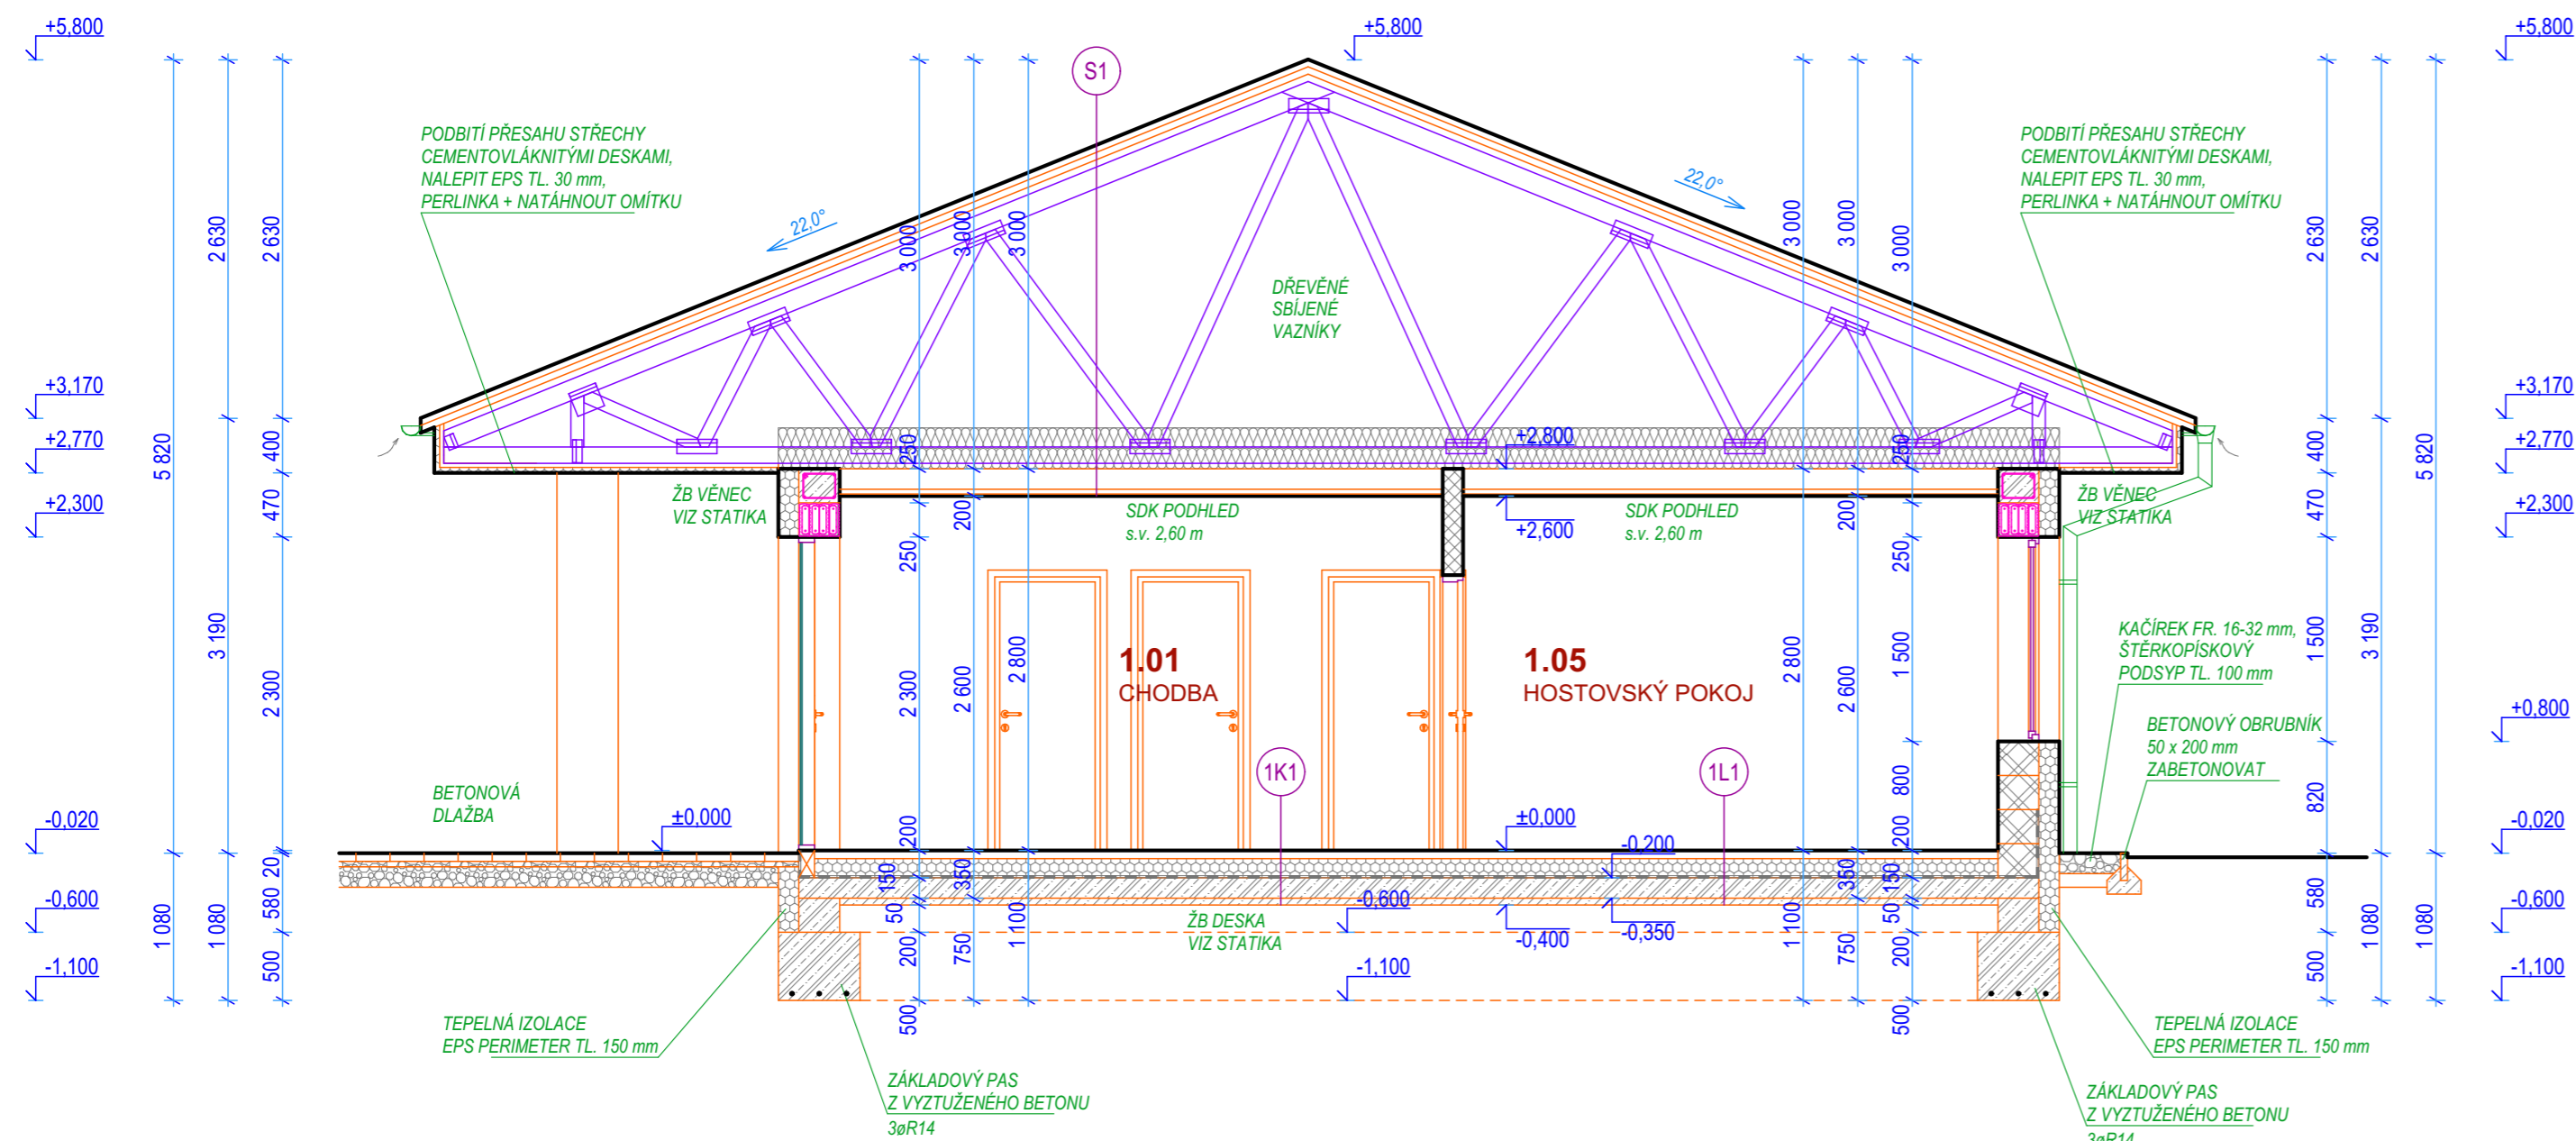 +5,800
+5,800
+5,800
S1
PODBITÍ PŘESAHU STŘECHY
CEMENTOVLÁKNITÝMI DESKAMI,
NALEPIT EPS TL. 30 mm,
PERLINKA + NATÁHNOUT OMÍTKU
PODBITÍ PŘESAHU STŘECHY
CEMENTOVLÁKNITÝMI DESKAMI,
NALEPIT EPS TL. 30 mm,
PERLINKA + NATÁHNOUT OMÍTKU
22,0°
22,0°
2 630
2 630
3 000
3 000
3 000
3 000
3 000
3 000
2 630
2 630
DŘEVĚNÉ
SBÍJENÉ
VAZNÍKY
+3,170
+3,170
+2,770
+2,770
+2,300
+2,300
5 820
400
470
250
200
250
+2,800
+2,600
250
200
250
400
470
5 820
ŽB VĚNEC
VIZ STATIKA
SDK PODHLED
s.v. 2,60 m
SDK PODHLED
s.v. 2,60 m
ŽB VĚNEC
VIZ STATIKA
3 190
2 300
2 300
2 600
2 800
1.01
CHODBA
1.05
HOSTOVSKÝ POKOJ
2 800
2 600
1 500
800
1 500
820
3 190
KAČÍREK FR. 16-32 mm,
ŠTĚRKOPÍSKOVÝ
PODSYP TL. 100 mm
+0,800
BETONOVÝ OBRUBNÍK
50 x 200 mm
ZABETONOVAT
1K1
1L1
BETONOVÁ
DLAŽBA
-0,020
±0,000
±0,000
-0,020
-0,200
200
150
350
50
200
750
1 100
500
20
580
500
1 080
1 080
-0,600
-0,600
-0,400
-0,350
-0,600
ŽB DESKA
VIZ STATIKA
200
150
350
50
200
750
1 100
500
580
500
1 080
1 080
-1,100
-1,100
-1,100
TEPELNÁ IZOLACE
EPS PERIMETER TL. 150 mm
TEPELNÁ IZOLACE
EPS PERIMETER TL. 150 mm
ZÁKLADOVÝ PAS
Z VYZTUŽENÉHO BETONU
3øR14
ZÁKLADOVÝ PAS
Z VYZTUŽENÉHO BETONU
3øR14